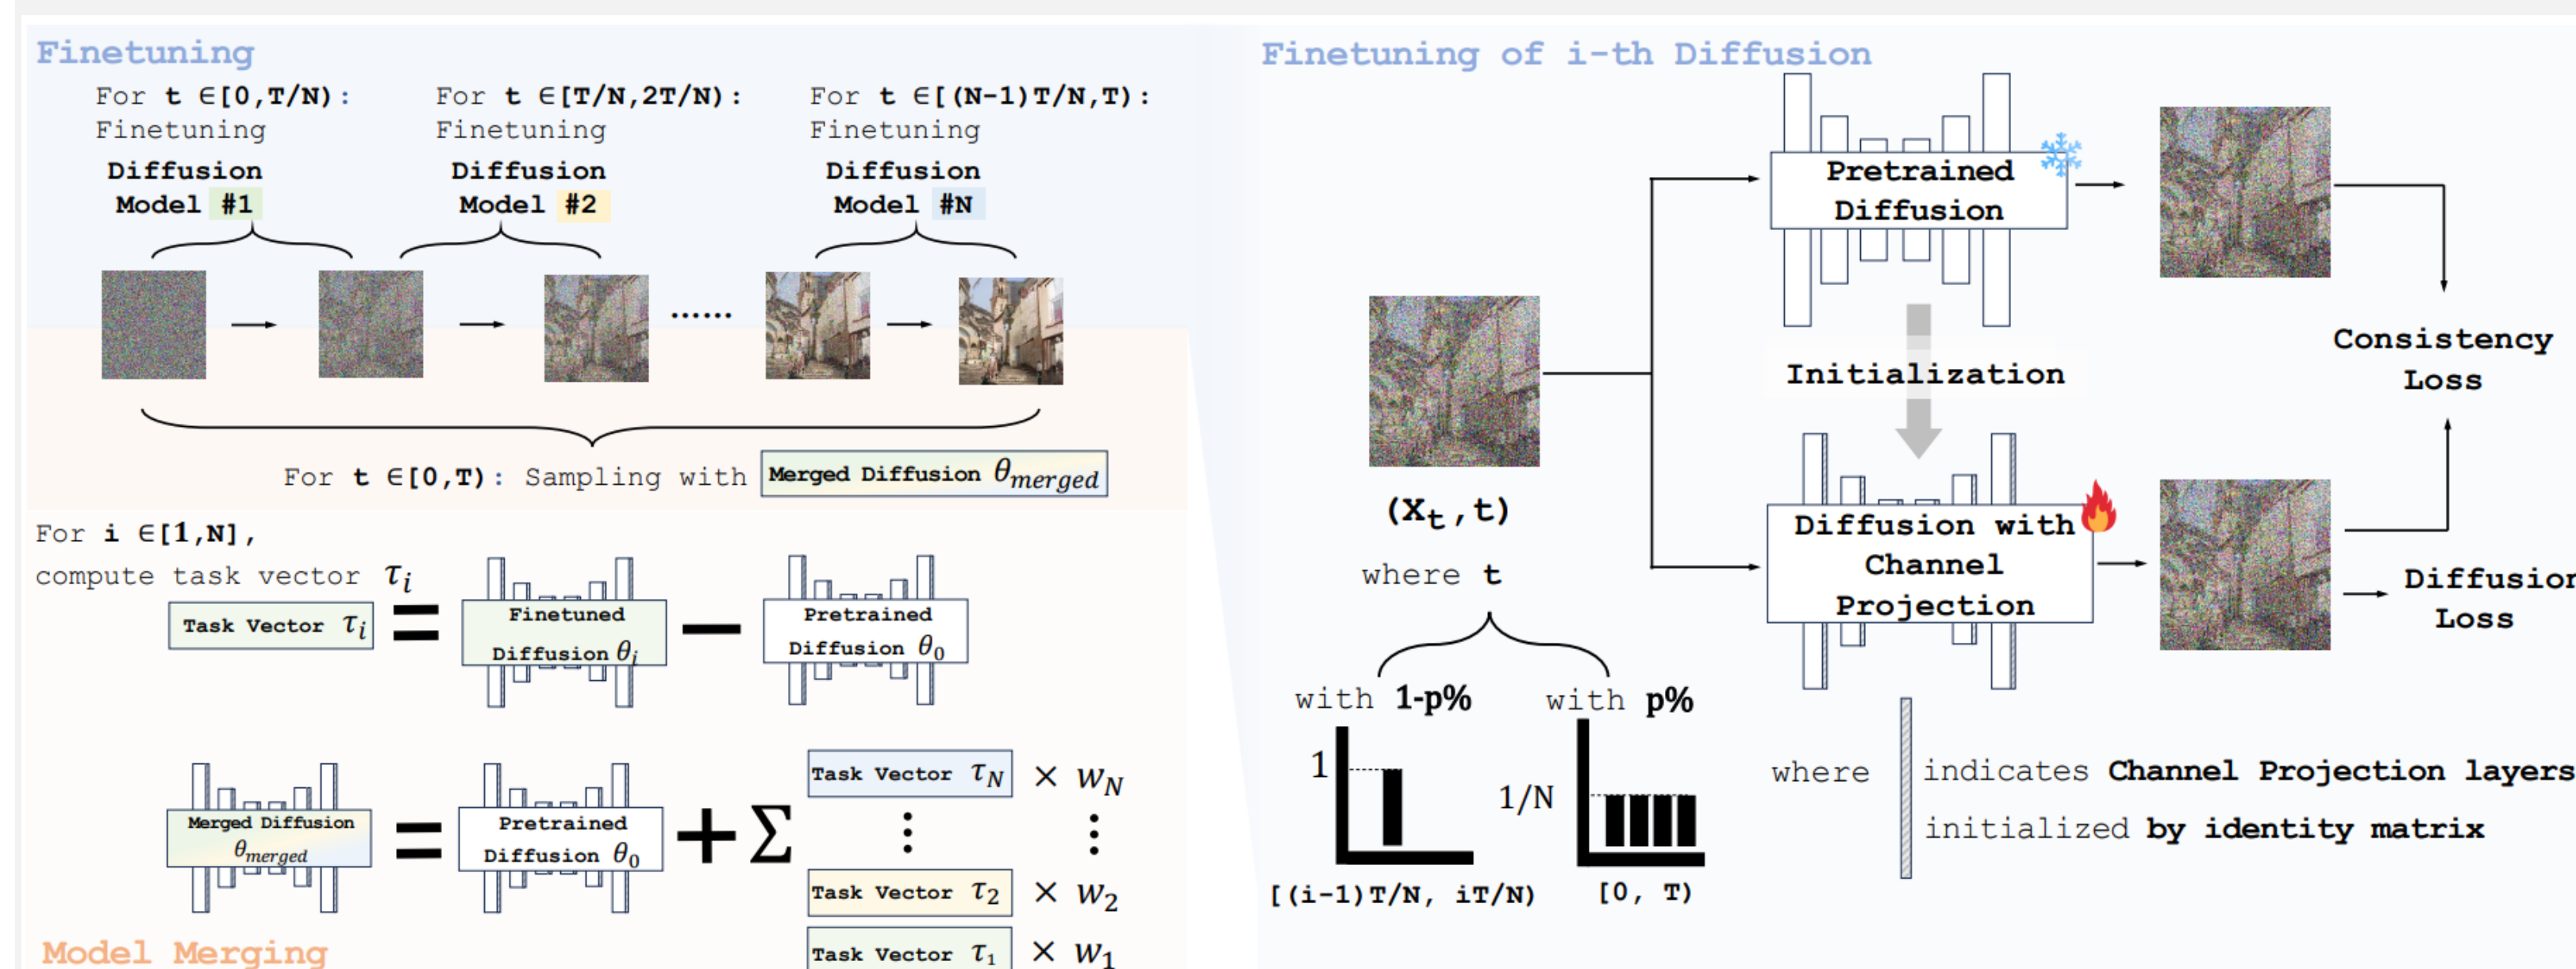 Finetuning
For t ∈[0,T/N):
Finetuning
Diffusion
Model #1
For t ∈[T/N,2T/N):
Finetuning
Diffusion
Model #2
For t ∈[(N-1)T/N,T):
Finetuning
Diffusion
Model #N
......
For t ∈[0,T): Sampling with Merged Diffusion θmerged
For i ∈[1,N],
compute task vector τi
Task Vector τi = Finetuned Diffusion θi − Pretrained Diffusion θ0
Merged Diffusion θmerged = Pretrained Diffusion θ0 + Σ
Task Vector τN × wN
⋮ ⋮
Task Vector τ2 × w2
Task Vector τ1 × w1
Model Merging
Finetuning of i-th Diffusion
Pretrained
Diffusion
Initialization
(Xt,t)
where t
with 1-p%
1
[(i-1)T/N, iT/N)
with p%
1/N
[0, T)
Diffusion with
Channel
Projection
Consistency
Loss
Diffusion
Loss
where indicates Channel Projection layers
initialized by identity matrix